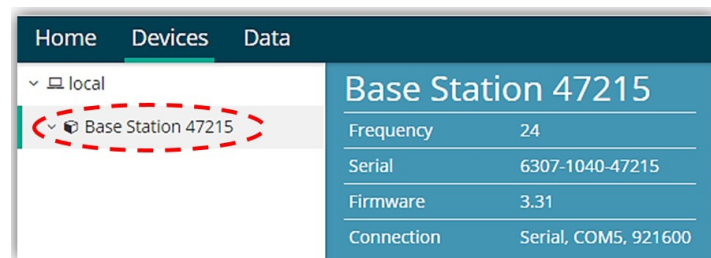 Home Devices Data
local
Base Station 47215
Base Station 47215
Frequency 24
Serial 6307-1040-47215
Firmware 3.31
Connection Serial, COM5, 921600